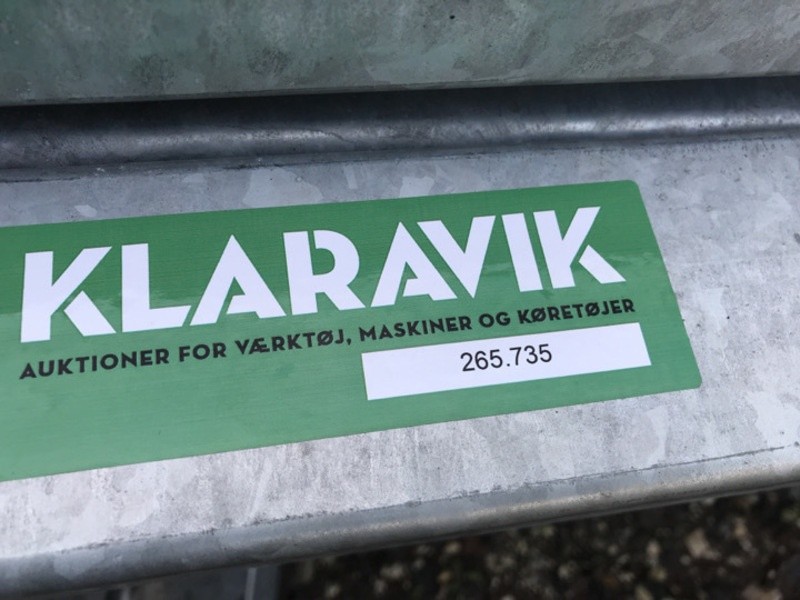 KLARAVIK
AUKTIONER FOR VÆRKTØJ, MASKINER OG KØRETØJER
265.735